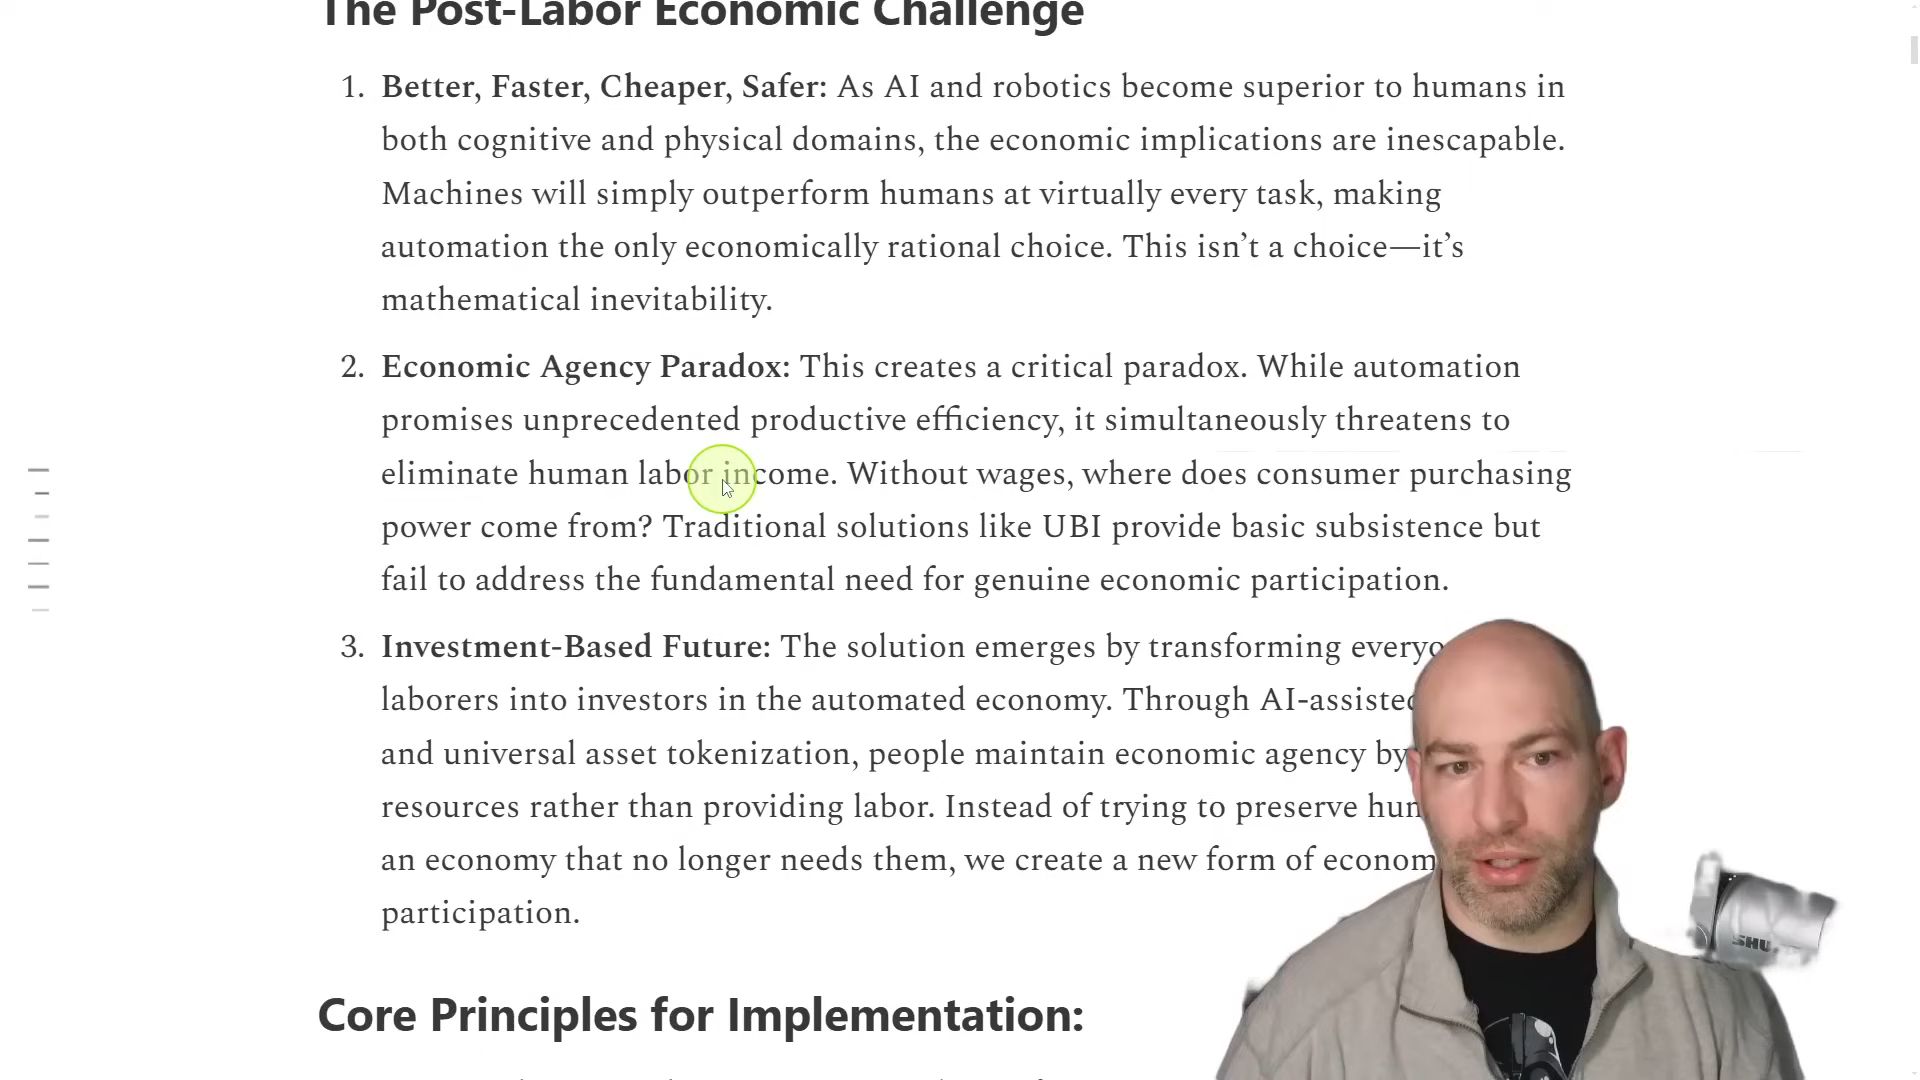 The Post-Labor Economic Challenge
1. Better, Faster, Cheaper, Safer: As AI and robotics become superior to humans in
both cognitive and physical domains, the economic implications are inescapable.
Machines will simply outperform humans at virtually every task, making
automation the only economically rational choice. This isn’t a choice—it’s
mathematical inevitability.
2. Economic Agency Paradox: This creates a critical paradox. While automation
promises unprecedented productive efficiency, it simultaneously threatens to
eliminate human labor income. Without wages, where does consumer purchasing
power come from? Traditional solutions like UBI provide basic subsistence but
fail to address the fundamental need for genuine economic participation.
3. Investment-Based Future: The solution emerges by transforming everyo
laborers into investors in the automated economy. Through AI-assisted
and universal asset tokenization, people maintain economic agency by
resources rather than providing labor. Instead of trying to preserve hum
an economy that no longer needs them, we create a new form of econom
participation.
SHU
Core Principles for Implementation: